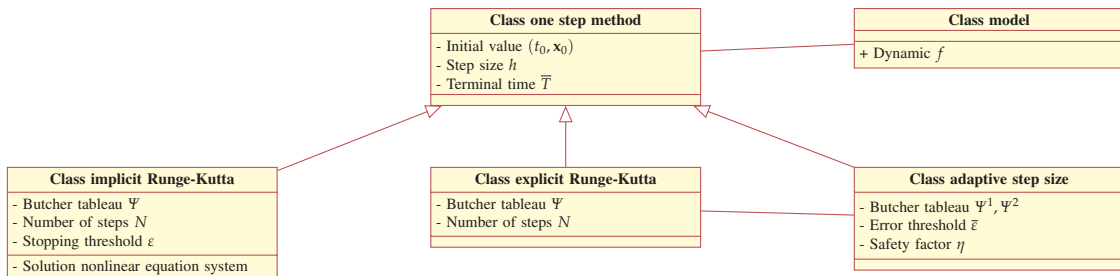 Class one step method
- Initial value (t₀, x₀)
- Step size h
- Terminal time T̅
Class model
+ Dynamic f
Class implicit Runge-Kutta
- Butcher tableau Ψ
- Number of steps N
- Stopping threshold ε
- Solution nonlinear equation system
Class explicit Runge-Kutta
- Butcher tableau Ψ
- Number of steps N
Class adaptive step size
- Butcher tableau Ψ¹, Ψ²
- Error threshold ε̅
- Safety factor η